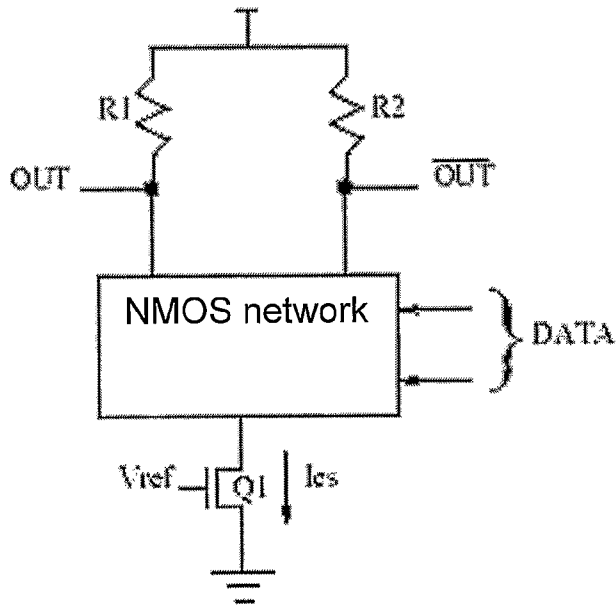 R1
R2
OUT
OUT
NMOS network
DATA
Vref
Q1
Ics